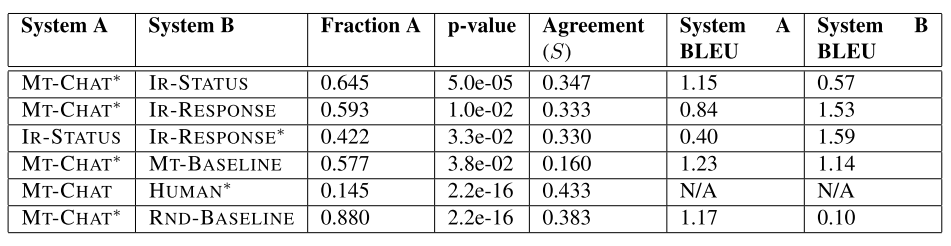 System A System B Fraction A p-value Agreement (S) System A BLEU System B BLEU
MT-CHAT* IR-STATUS 0.645 5.0e-05 0.347 1.15 0.57
MT-CHAT* IR-RESPONSE 0.593 1.0e-02 0.333 0.84 1.53
IR-STATUS IR-RESPONSE* 0.422 3.3e-02 0.330 0.40 1.59
MT-CHAT* MT-BASELINE 0.577 3.8e-02 0.160 1.23 1.14
MT-CHAT HUMAN* 0.145 2.2e-16 0.433 N/A N/A
MT-CHAT* RND-BASELINE 0.880 2.2e-16 0.383 1.17 0.10